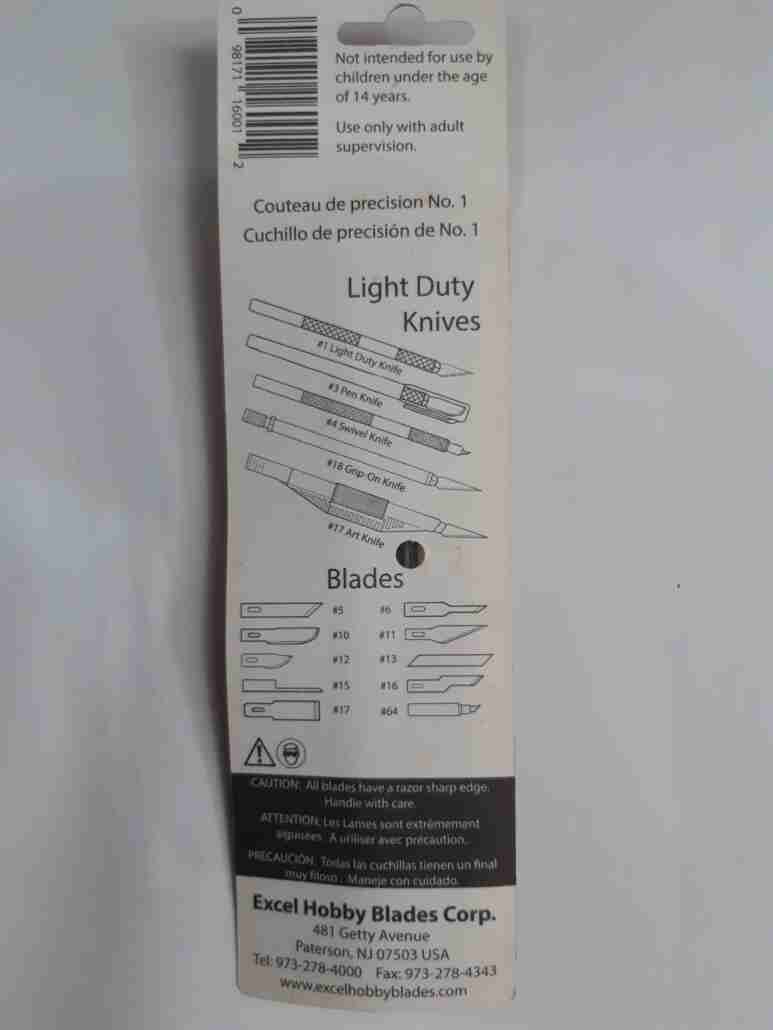 0 98171 16001 2
Not intended for use by
children under the age
of 14 years.
Use only with adult
supervision.
Couteau de precision No. 1
Cuchillo de precisión de No. 1
Light Duty
Knives
#1 Light Duty Knife
#3 Pen Knife
#4 Swivel Knife
#18 Grip-On Knife
#17 Art Knife
Blades
#5 #6
#10 #11
#12 #13
#15 #16
#17 #64
CAUTION: All blades have a razor sharp edge.
Handle with care.
ATTENTION: Les Lames sont extrêmement
aiguisées. A utiliser avec précaution.
PRECAUCIÓN: Todas las cuchillas tienen un final
muy filoso. Maneje con cuidado.
Excel Hobby Blades Corp.
481 Getty Avenue
Paterson, NJ 07503 USA
Tel: 973-278-4000 Fax: 973-278-4343
www.excelhobbyblades.com